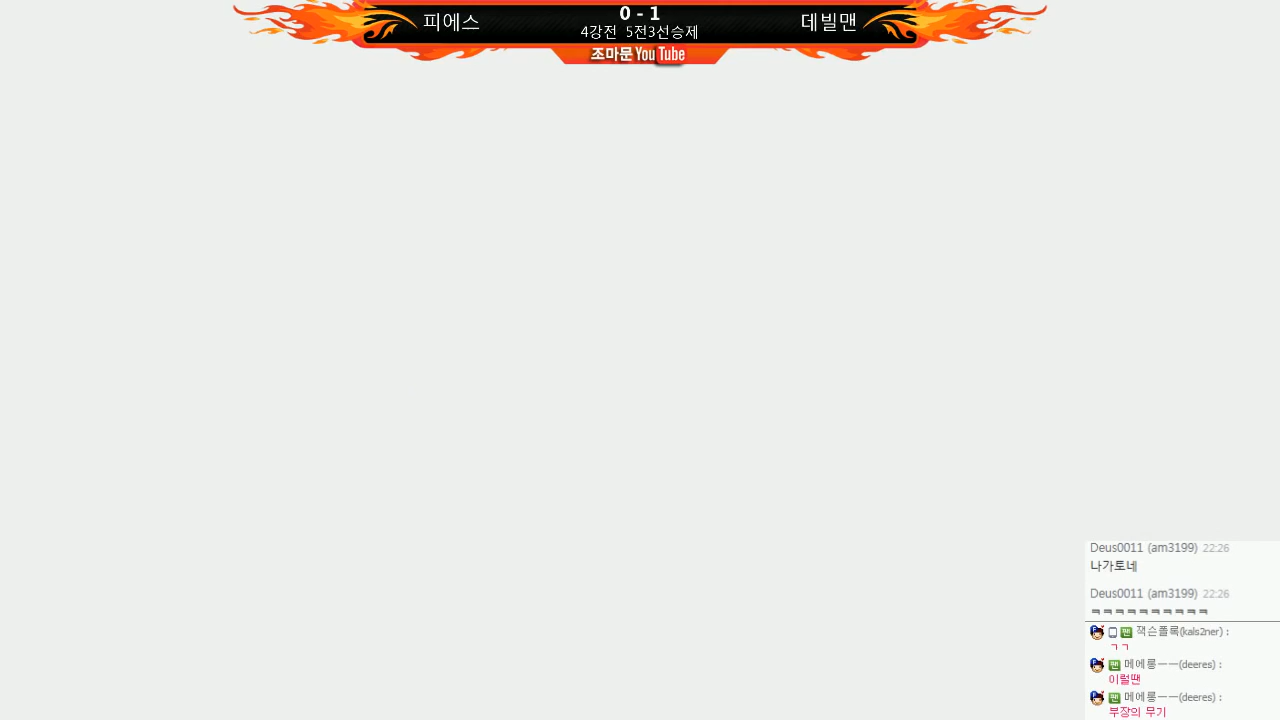 피에스
0 - 1
데빌맨
4강전 5전3선승제
조마문 YouTube
Deus0011 (am3199) 22:26
나가토네
Deus0011 (am3199) 22:26
ㅋㅋㅋㅋㅋㅋㅋㅋㅋㅋ
팬 잭슨폴록(kals2ner) :
ㄱㄱ
팬 메에롱ㅡㅡ(deeres) :
이럴땐
팬 메에롱ㅡㅡ(deeres) :
부장의 무기